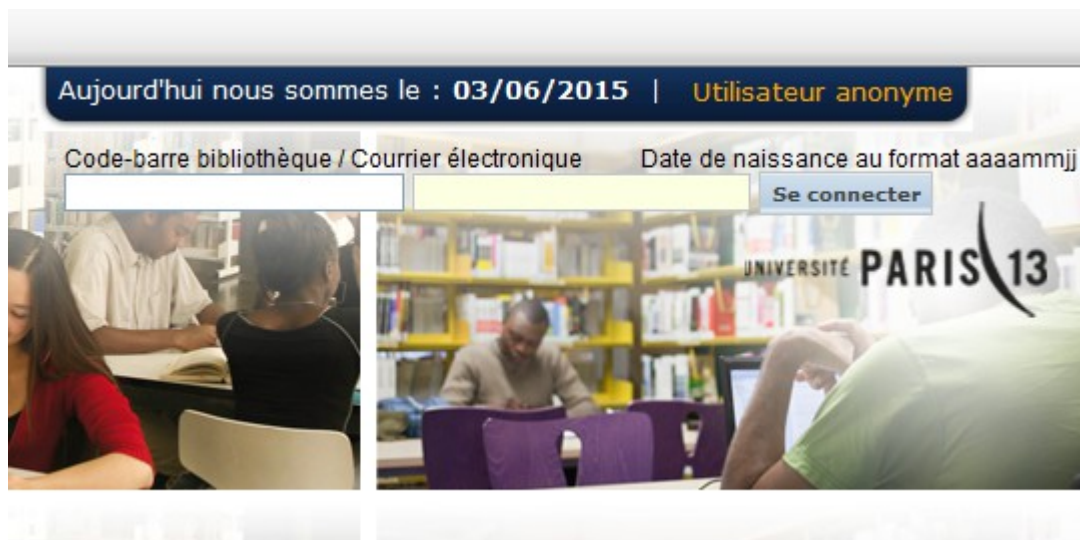 Aujourd'hui nous sommes le : 03/06/2015 | Utilisateur anonyme
Code-barre bibliothèque / Courrier électronique Date de naissance au format aaaammjj
Se connecter
UNIVERSITÉ PARIS 13